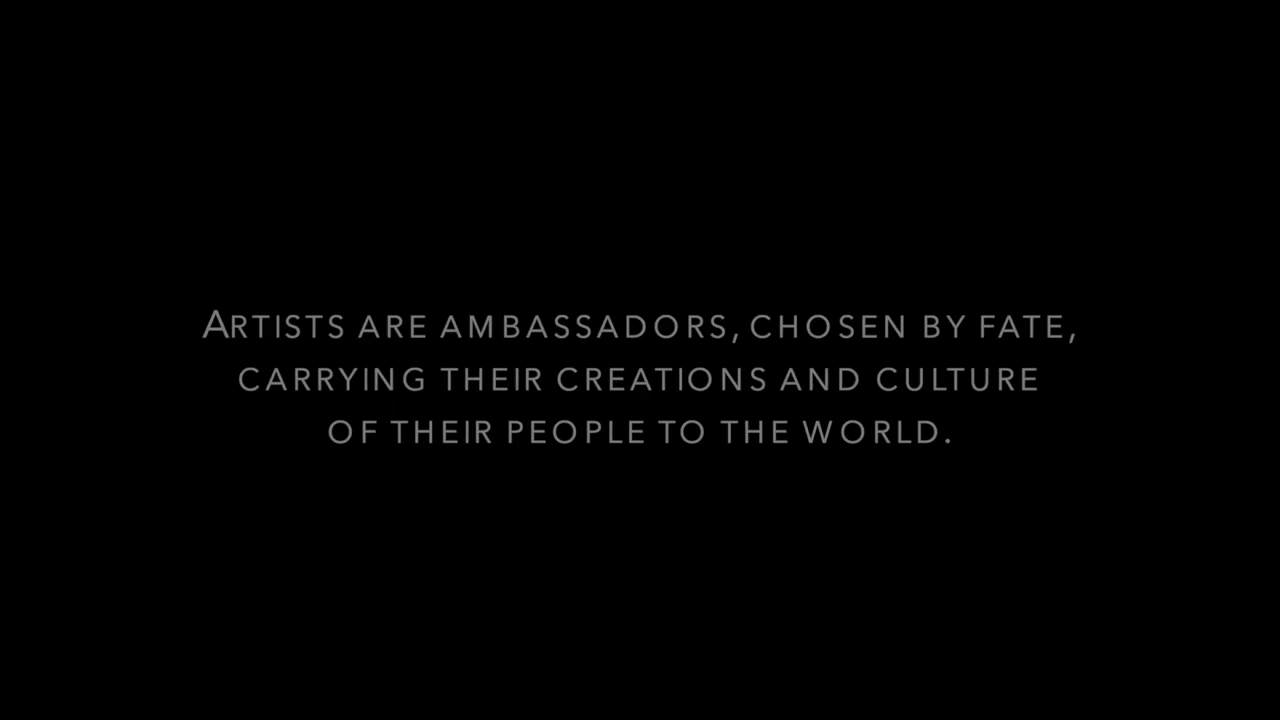 Artists are ambassadors, chosen by fate,
carrying their creations and culture
of their people to the world.